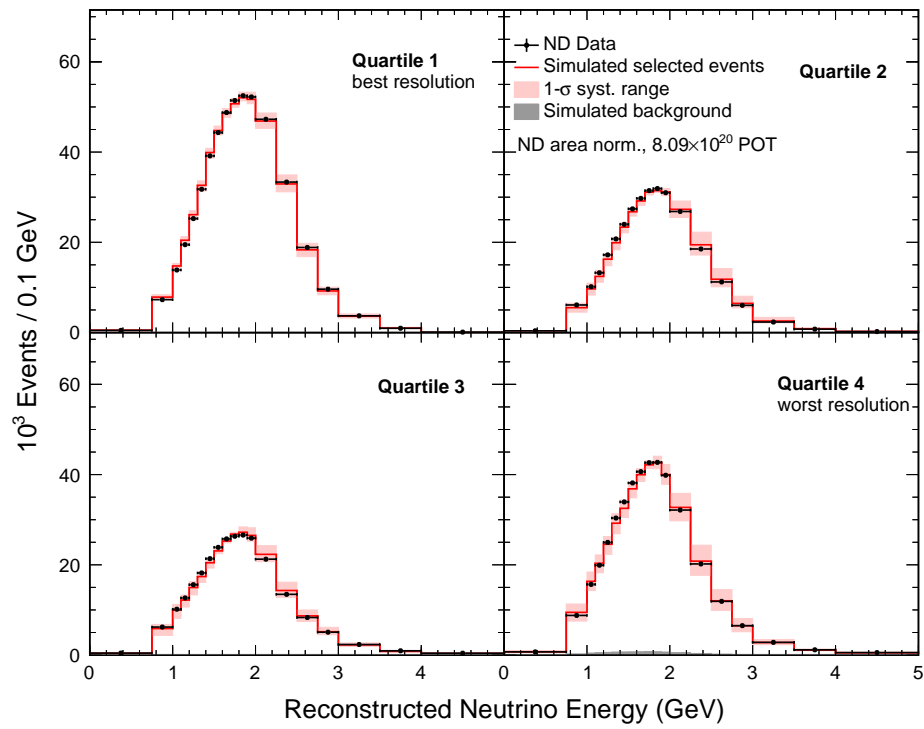 Quartile 1
best resolution
ND Data
Simulated selected events
1-σ syst. range
Simulated background
ND area norm., 8.09×10²⁰ POT
Quartile 2
Quartile 3
Quartile 4
worst resolution
60
40
20
0
60
40
20
0
0 1 2 3 4 0 1 2 3 4 5
10³ Events / 0.1 GeV
Reconstructed Neutrino Energy (GeV)